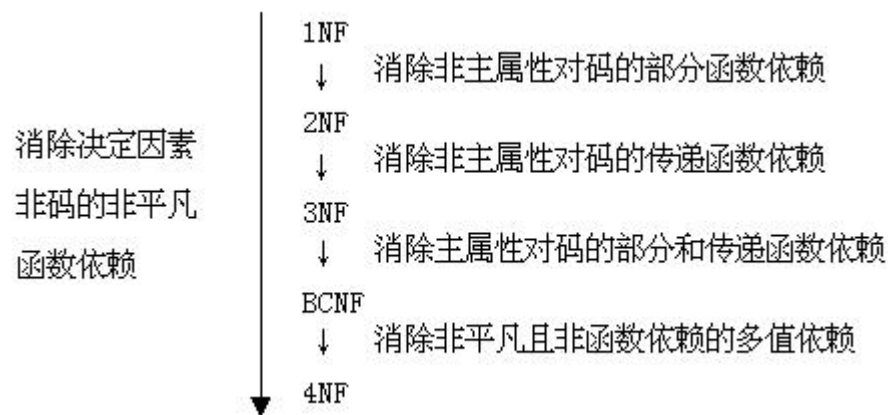 1NF
↓ 消除非主属性对码的部分函数依赖
2NF
↓ 消除非主属性对码的传递函数依赖
3NF
↓ 消除主属性对码的部分和传递函数依赖
BCNF
↓ 消除非平凡且非函数依赖的多值依赖
4NF
消除决定因素
非码的非平凡
函数依赖